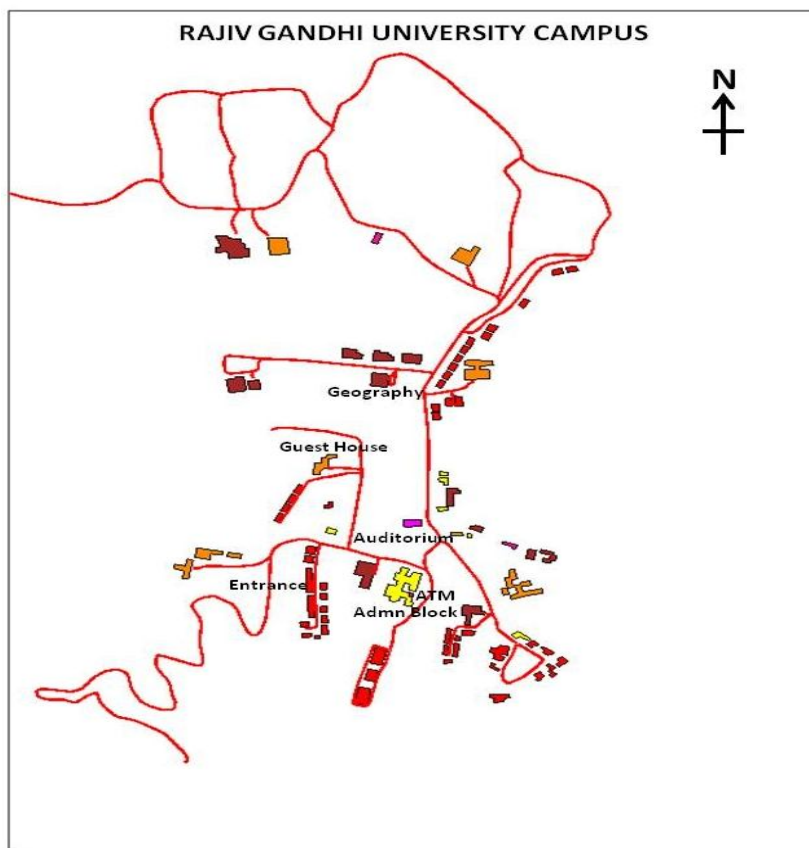 RAJIV GANDHI UNIVERSITY CAMPUS
N
Geography
Guest House
Auditorium
Entrance
ATM
Admn Block